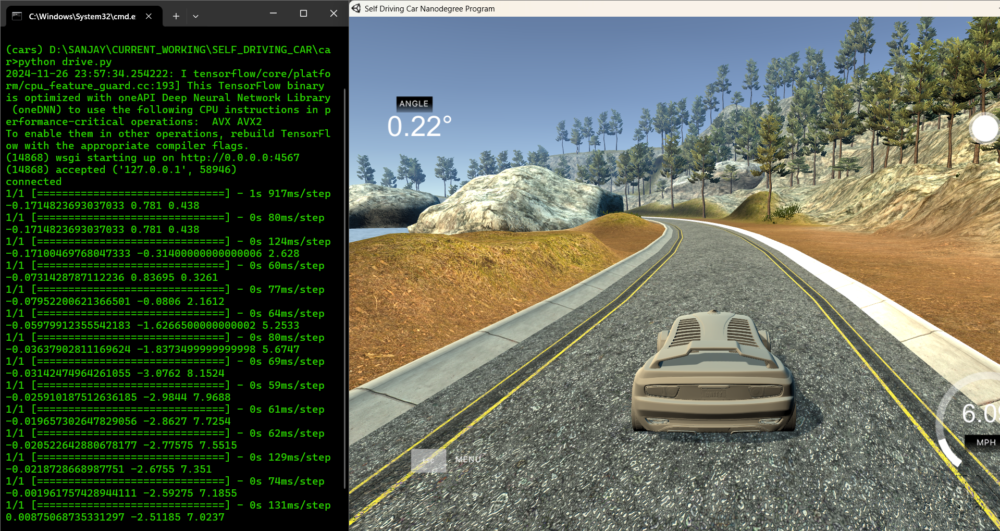 C:\Windows\System32\cmd.e
(cars) D:\SANJAY\CURRENT_WORKING\SELF_DRIVING_CAR\ca
r>python drive.py
2024-11-26 23:57:34.254222: I tensorflow/core/platfo
rm/cpu_feature_guard.cc:193] This TensorFlow binary
is optimized with oneAPI Deep Neural Network Library
(oneDNN) to use the following CPU instructions in p
erformance-critical operations:  AVX AVX2
To enable them in other operations, rebuild TensorFl
ow with the appropriate compiler flags.
(14868) wsgi starting up on http://0.0.0.0:4567
(14868) accepted ('127.0.0.1', 58946)
connected
1/1 [==============================] - 1s 917ms/step
-0.1714823693037033 0.781 0.438
1/1 [==============================] - 0s 80ms/step
-0.1714823693037033 0.781 0.438
1/1 [==============================] - 0s 124ms/step
-0.17100469768047333 -0.31400000000000006 2.628
1/1 [==============================] - 0s 60ms/step
-0.0731428787112236 0.83695 0.3261
1/1 [==============================] - 0s 77ms/step
-0.07952200621366501 -0.0806 2.1612
1/1 [==============================] - 0s 64ms/step
-0.05979912355542183 -1.6266500000000002 5.2533
1/1 [==============================] - 0s 80ms/step
-0.03637902811169624 -1.8373499999999998 5.6747
1/1 [==============================] - 0s 69ms/step
-0.031424749642610055 -3.0762 8.1524
1/1 [==============================] - 0s 59ms/step
-0.025910187512636185 -2.9844 7.9688
1/1 [==============================] - 0s 61ms/step
-0.019657302647829056 -2.8627 7.7254
1/1 [==============================] - 0s 62ms/step
-0.020522642880678177 -2.77575 7.5515
1/1 [==============================] - 0s 129ms/step
-0.0218728668987751 -2.6755 7.351
1/1 [==============================] - 0s 74ms/step
-0.001961757428944111 -2.59275 7.1855
1/1 [==============================] - 0s 131ms/step
0.00875068735331297 -2.51185 7.0237
Self Driving Car Nanodegree Program
ANGLE
0.22°
UNITY
6.0
MPH
ESC MENU